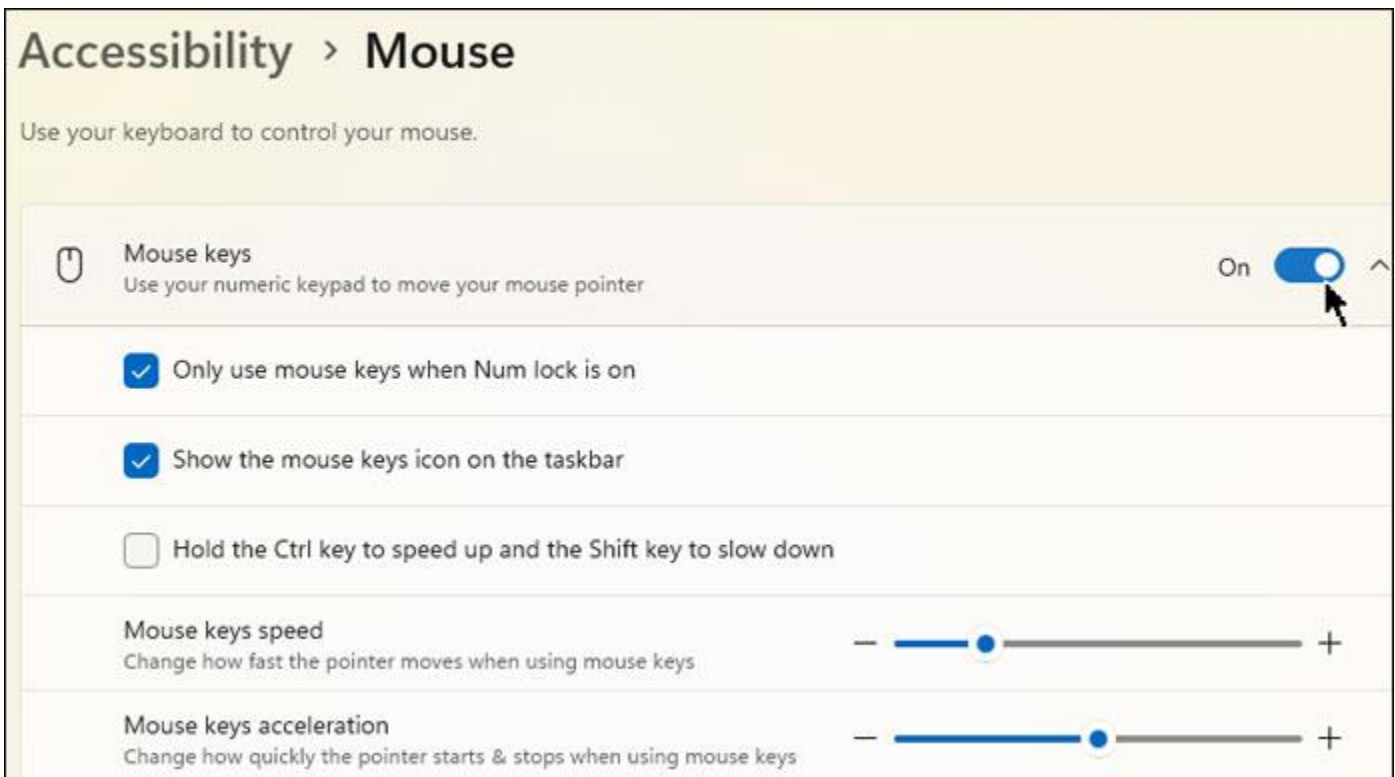 Accessibility > Mouse
Use your keyboard to control your mouse.
Mouse keys
Use your numeric keypad to move your mouse pointer
On
Only use mouse keys when Num lock is on
Show the mouse keys icon on the taskbar
Hold the Ctrl key to speed up and the Shift key to slow down
Mouse keys speed
Change how fast the pointer moves when using mouse keys
Mouse keys acceleration
Change how quickly the pointer starts & stops when using mouse keys